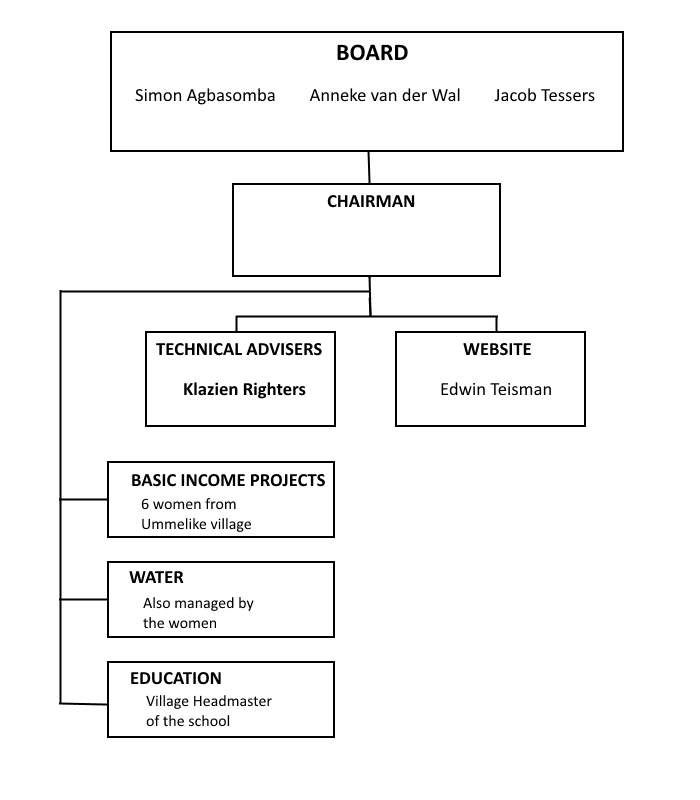 BOARD
Simon Agbasomba Anneke van der Wal Jacob Tessers
CHAIRMAN
TECHNICAL ADVISERS
Klazien Righters
WEBSITE
Edwin Teisman
BASIC INCOME PROJECTS
6 women from
Ummelike village
WATER
Also managed by
the women
EDUCATION
Village Headmaster
of the school